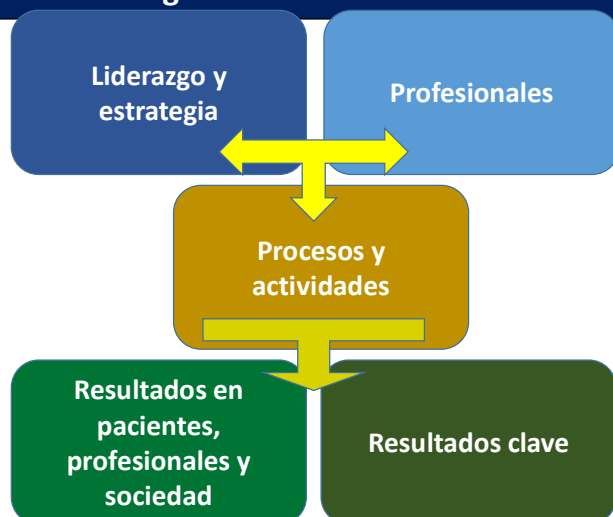 Liderazgo y
estrategia
Profesionales
Procesos y
actividades
Resultados en
pacientes,
profesionales y
sociedad
Resultados clave